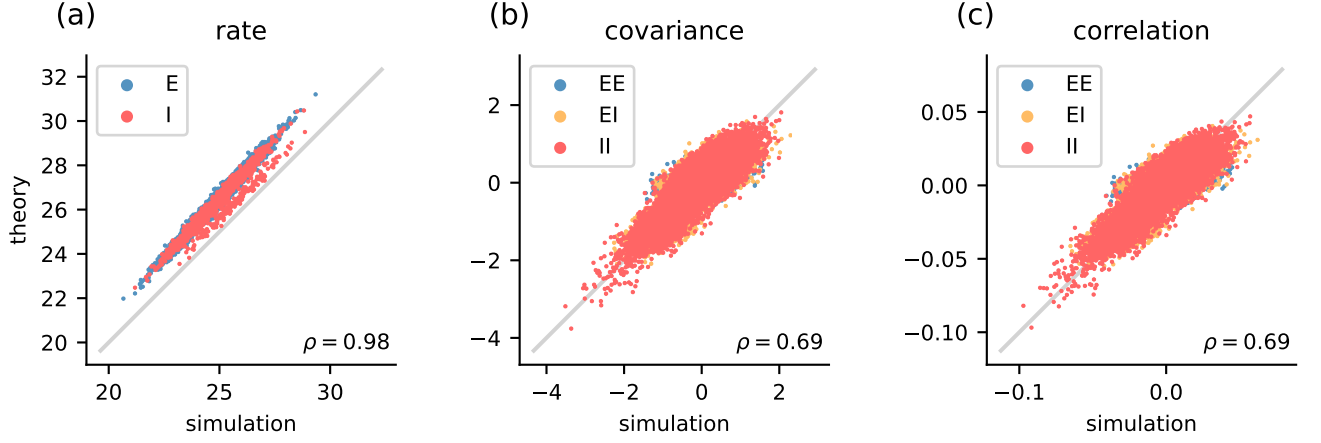 (a)
rate
E
I
32
30
28
26
24
22
20
theory
ρ = 0.98
20
25
30
simulation
(b)
covariance
EE
EI
II
2
0
−2
−4
ρ = 0.69
−4
−2
0
2
simulation
(c)
correlation
EE
EI
II
0.05
0.00
−0.05
−0.10
ρ = 0.69
−0.1
0.0
simulation